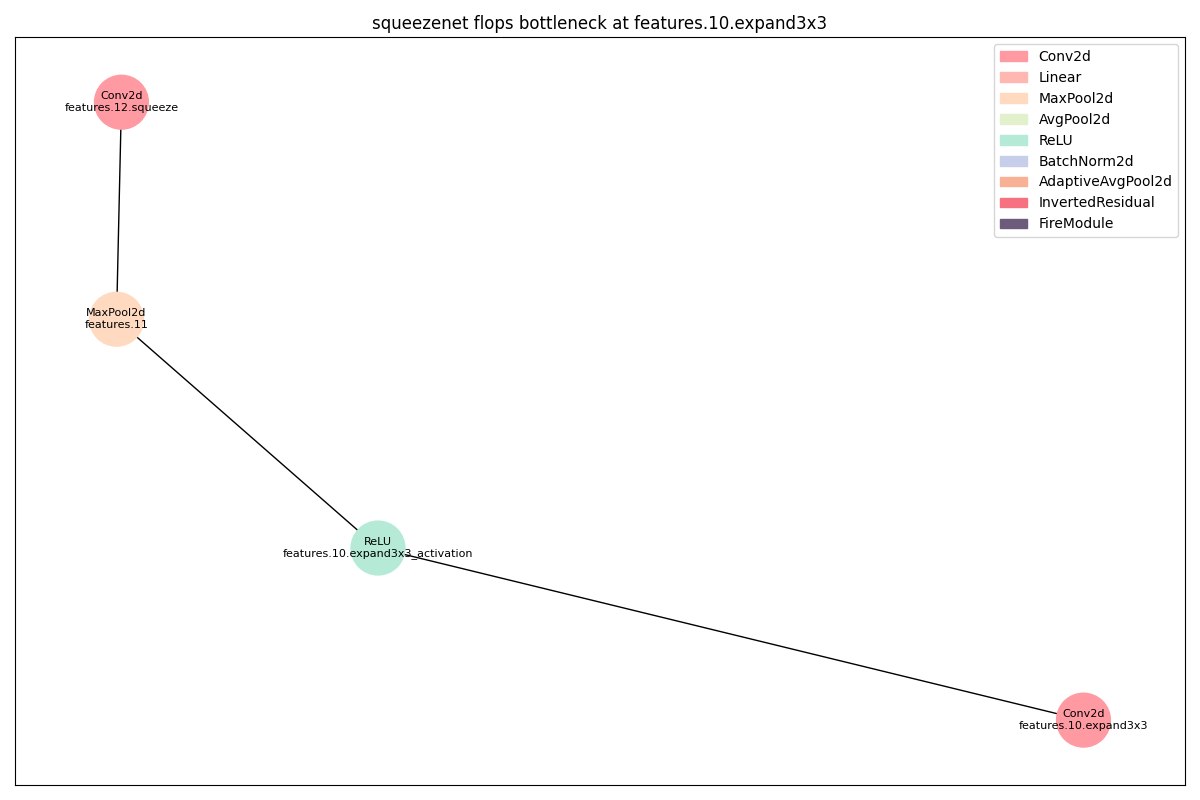 squeezenet flops bottleneck at features.10.expand3x3
Conv2d
Linear
MaxPool2d
AvgPool2d
ReLU
BatchNorm2d
AdaptiveAvgPool2d
InvertedResidual
FireModule
Conv2d
features.12.squeeze
MaxPool2d
features.11
ReLU
features.10.expand3x3_activation
Conv2d
features.10.expand3x3